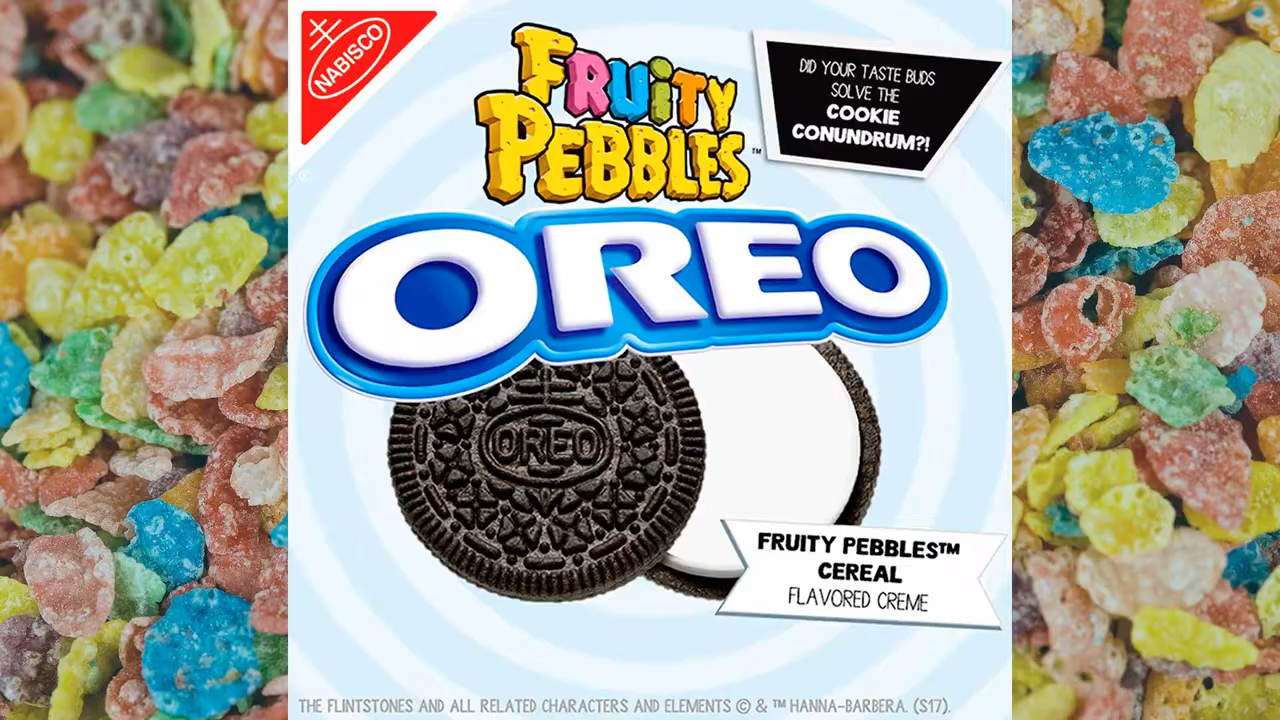 NABISCO
FRUiTY
PEBBLES™
DID YOUR TASTE BUDS
SOLVE THE
COOKIE
CONUNDRUM?!
®
OREO
OREO
FRUITY PEBBLES™
CEREAL
FLAVORED CREME
THE FLINTSTONES AND ALL RELATED CHARACTERS AND ELEMENTS © & ™ HANNA-BARBERA. (S17).